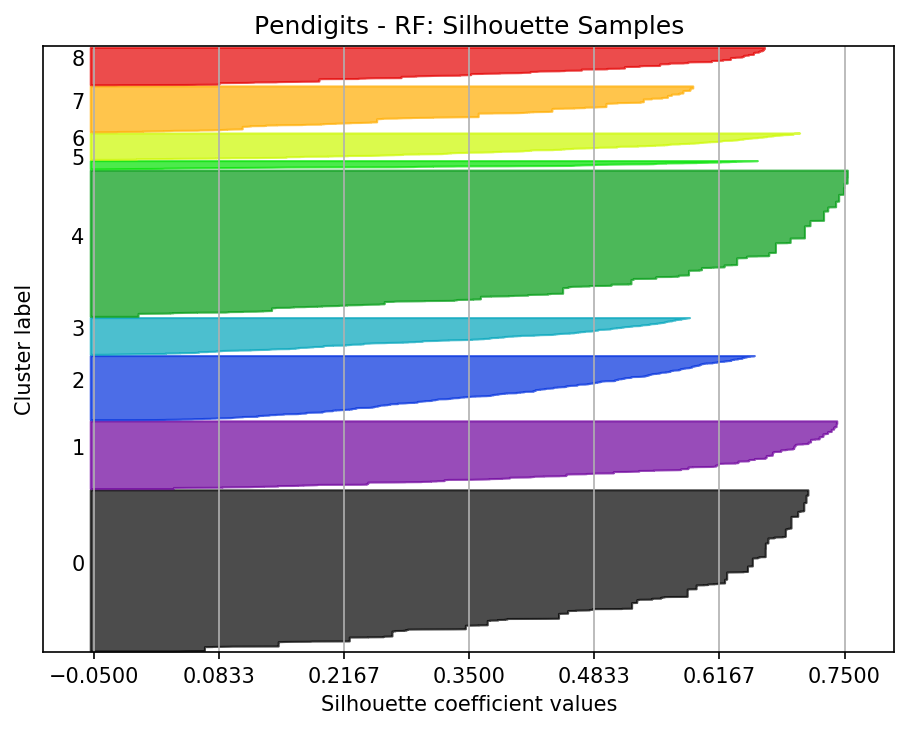 Pendigits - RF: Silhouette Samples
8
7
6
5
4
3
2
1
0
Cluster label
−0.0500 0.0833 0.2167 0.3500 0.4833 0.6167 0.7500
Silhouette coefficient values